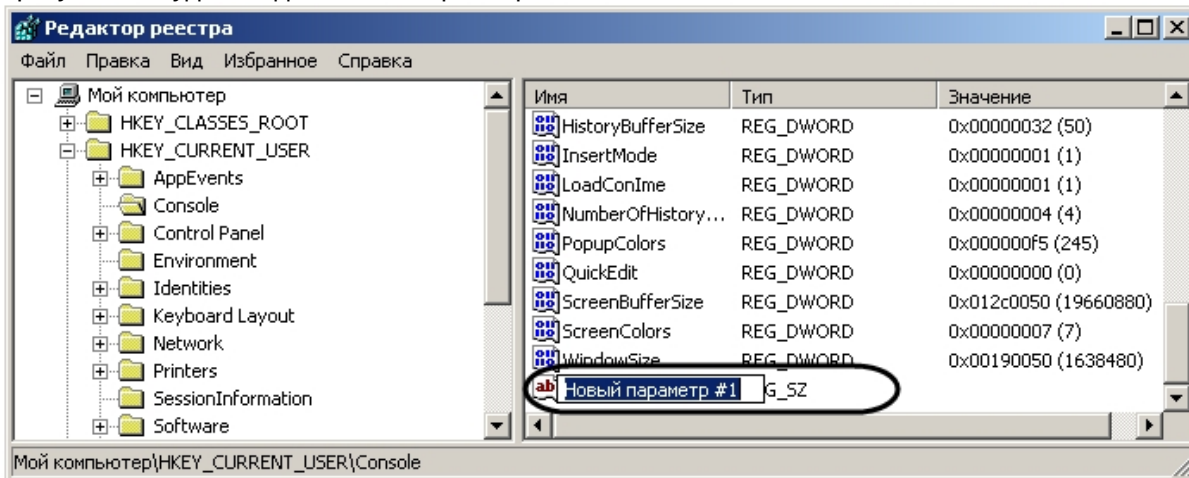 Редактор реестра
Файл Правка Вид Избранное Справка
Мой компьютер
HKEY_CLASSES_ROOT
HKEY_CURRENT_USER
AppEvents
Console
Control Panel
Environment
Identities
Keyboard Layout
Network
Printers
SessionInformation
Software
Имя Тип Значение
HistoryBufferSize REG_DWORD 0x00000032 (50)
InsertMode REG_DWORD 0x00000001 (1)
LoadConIme REG_DWORD 0x00000001 (1)
NumberOfHistory... REG_DWORD 0x00000004 (4)
PopupColors REG_DWORD 0x000000f5 (245)
QuickEdit REG_DWORD 0x00000000 (0)
ScreenBufferSize REG_DWORD 0x012c0050 (19660880)
ScreenColors REG_DWORD 0x00000007 (7)
WindowSize REG_DWORD 0x00190050 (1638480)
Новый параметр #1 G_SZ
Мой компьютер\HKEY_CURRENT_USER\Console